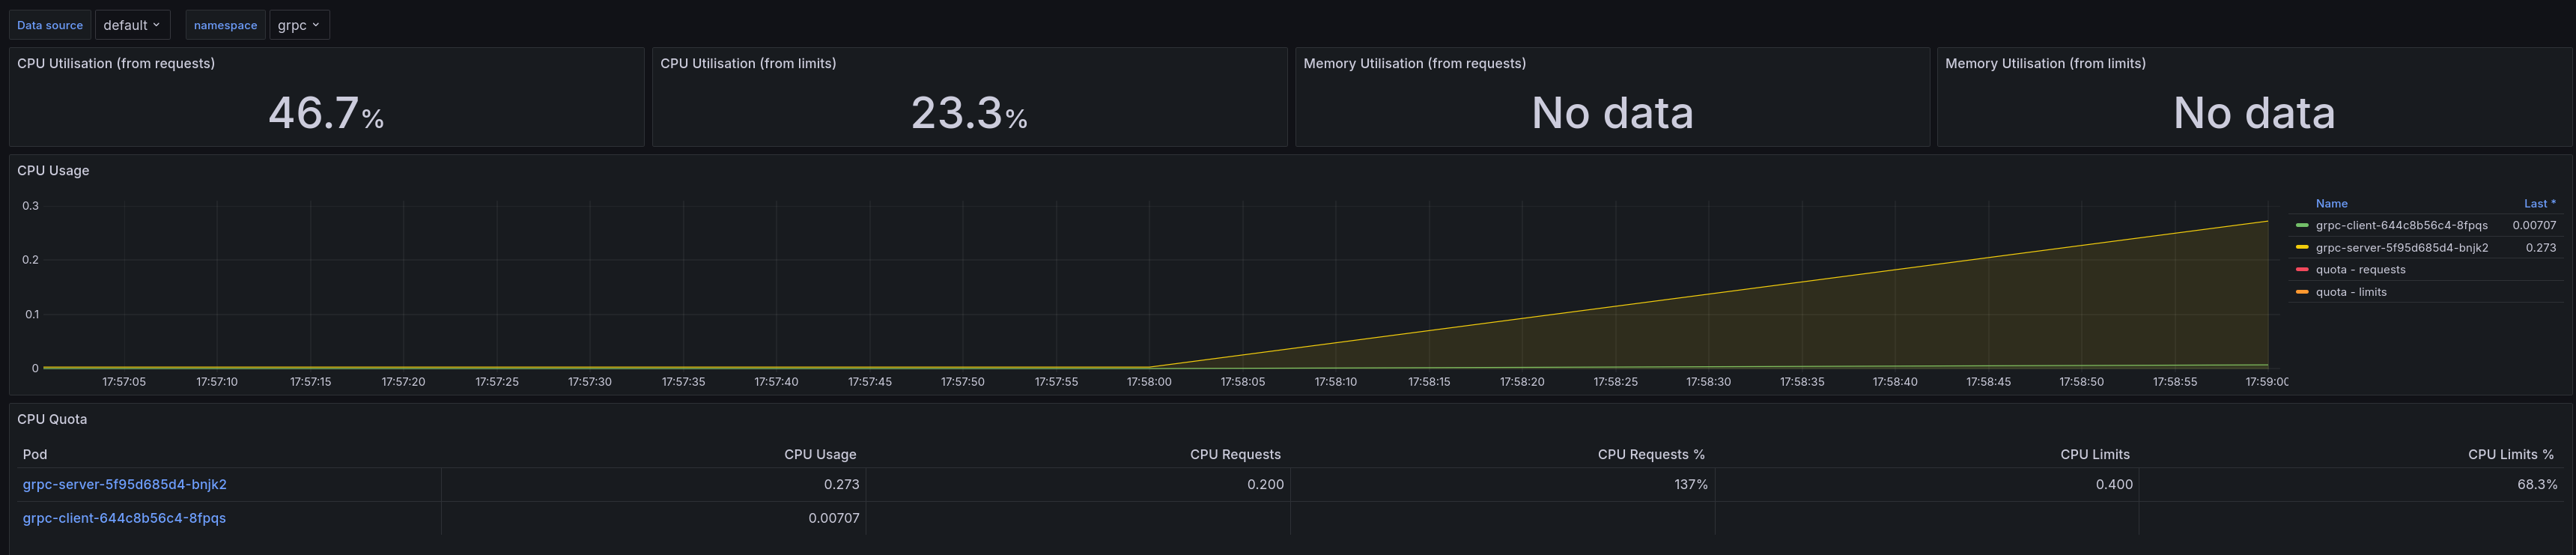 Data source default namespace grpc
CPU Utilisation (from requests) CPU Utilisation (from limits) Memory Utilisation (from requests) Memory Utilisation (from limits)
46.7% 23.3% No data No data
CPU Usage
0.3
0.2
0.1
0
17:57:05 17:57:10 17:57:15 17:57:20 17:57:25 17:57:30 17:57:35 17:57:40 17:57:45 17:57:50 17:57:55 17:58:00 17:58:05 17:58:10 17:58:15 17:58:20 17:58:25 17:58:30 17:58:35 17:58:40 17:58:45 17:58:50 17:58:55 17:59:00
Name Last *
grpc-client-644c8b56c4-8fpqs 0.00707
grpc-server-5f95d685d4-bnjk2 0.273
quota - requests
quota - limits
CPU Quota
Pod CPU Usage CPU Requests CPU Requests % CPU Limits CPU Limits %
grpc-server-5f95d685d4-bnjk2 0.273 0.200 137% 0.400 68.3%
grpc-client-644c8b56c4-8fpqs 0.00707